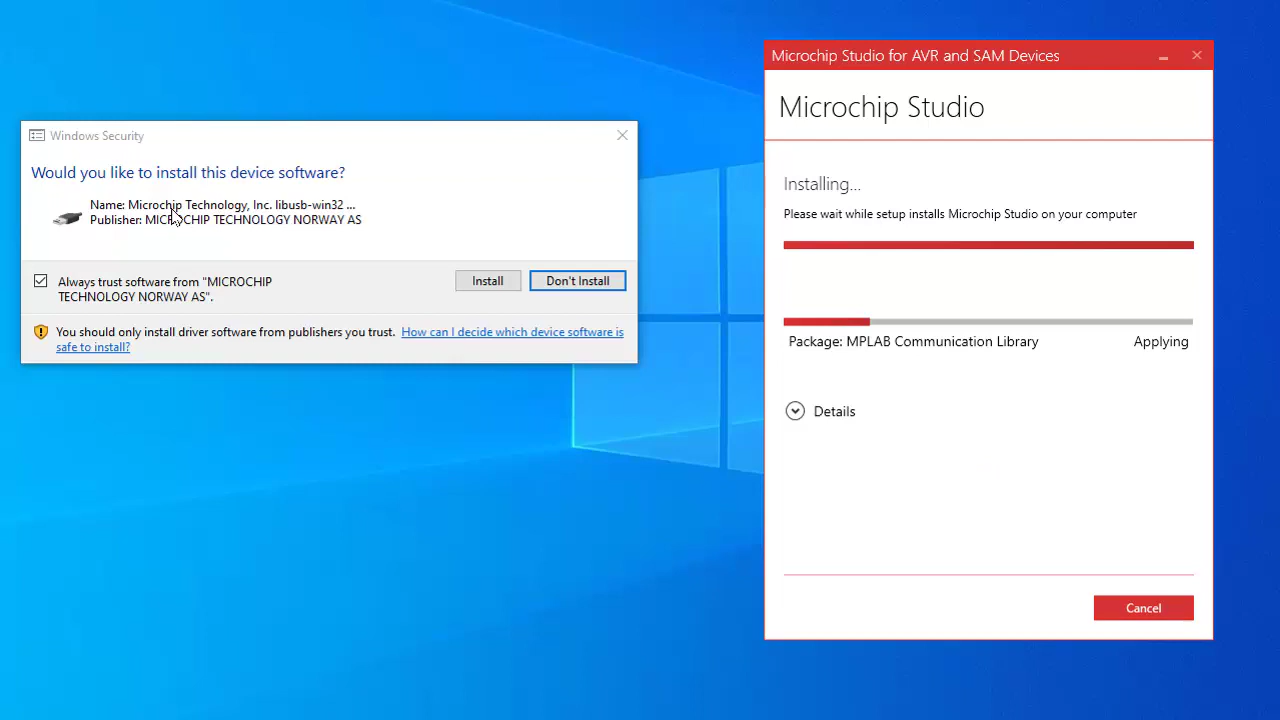 Windows Security
Would you like to install this device software?
Name: Microchip Technology, Inc. libusb-win32 ...
Publisher: MICROCHIP TECHNOLOGY NORWAY AS
Always trust software from "MICROCHIP
TECHNOLOGY NORWAY AS".
Install
Don't Install
You should only install driver software from publishers you trust. How can I decide which device software is
safe to install?
Microchip Studio for AVR and SAM Devices
Microchip Studio
Installing...
Please wait while setup installs Microchip Studio on your computer
Package: MPLAB Communication Library
Applying
Details
Cancel